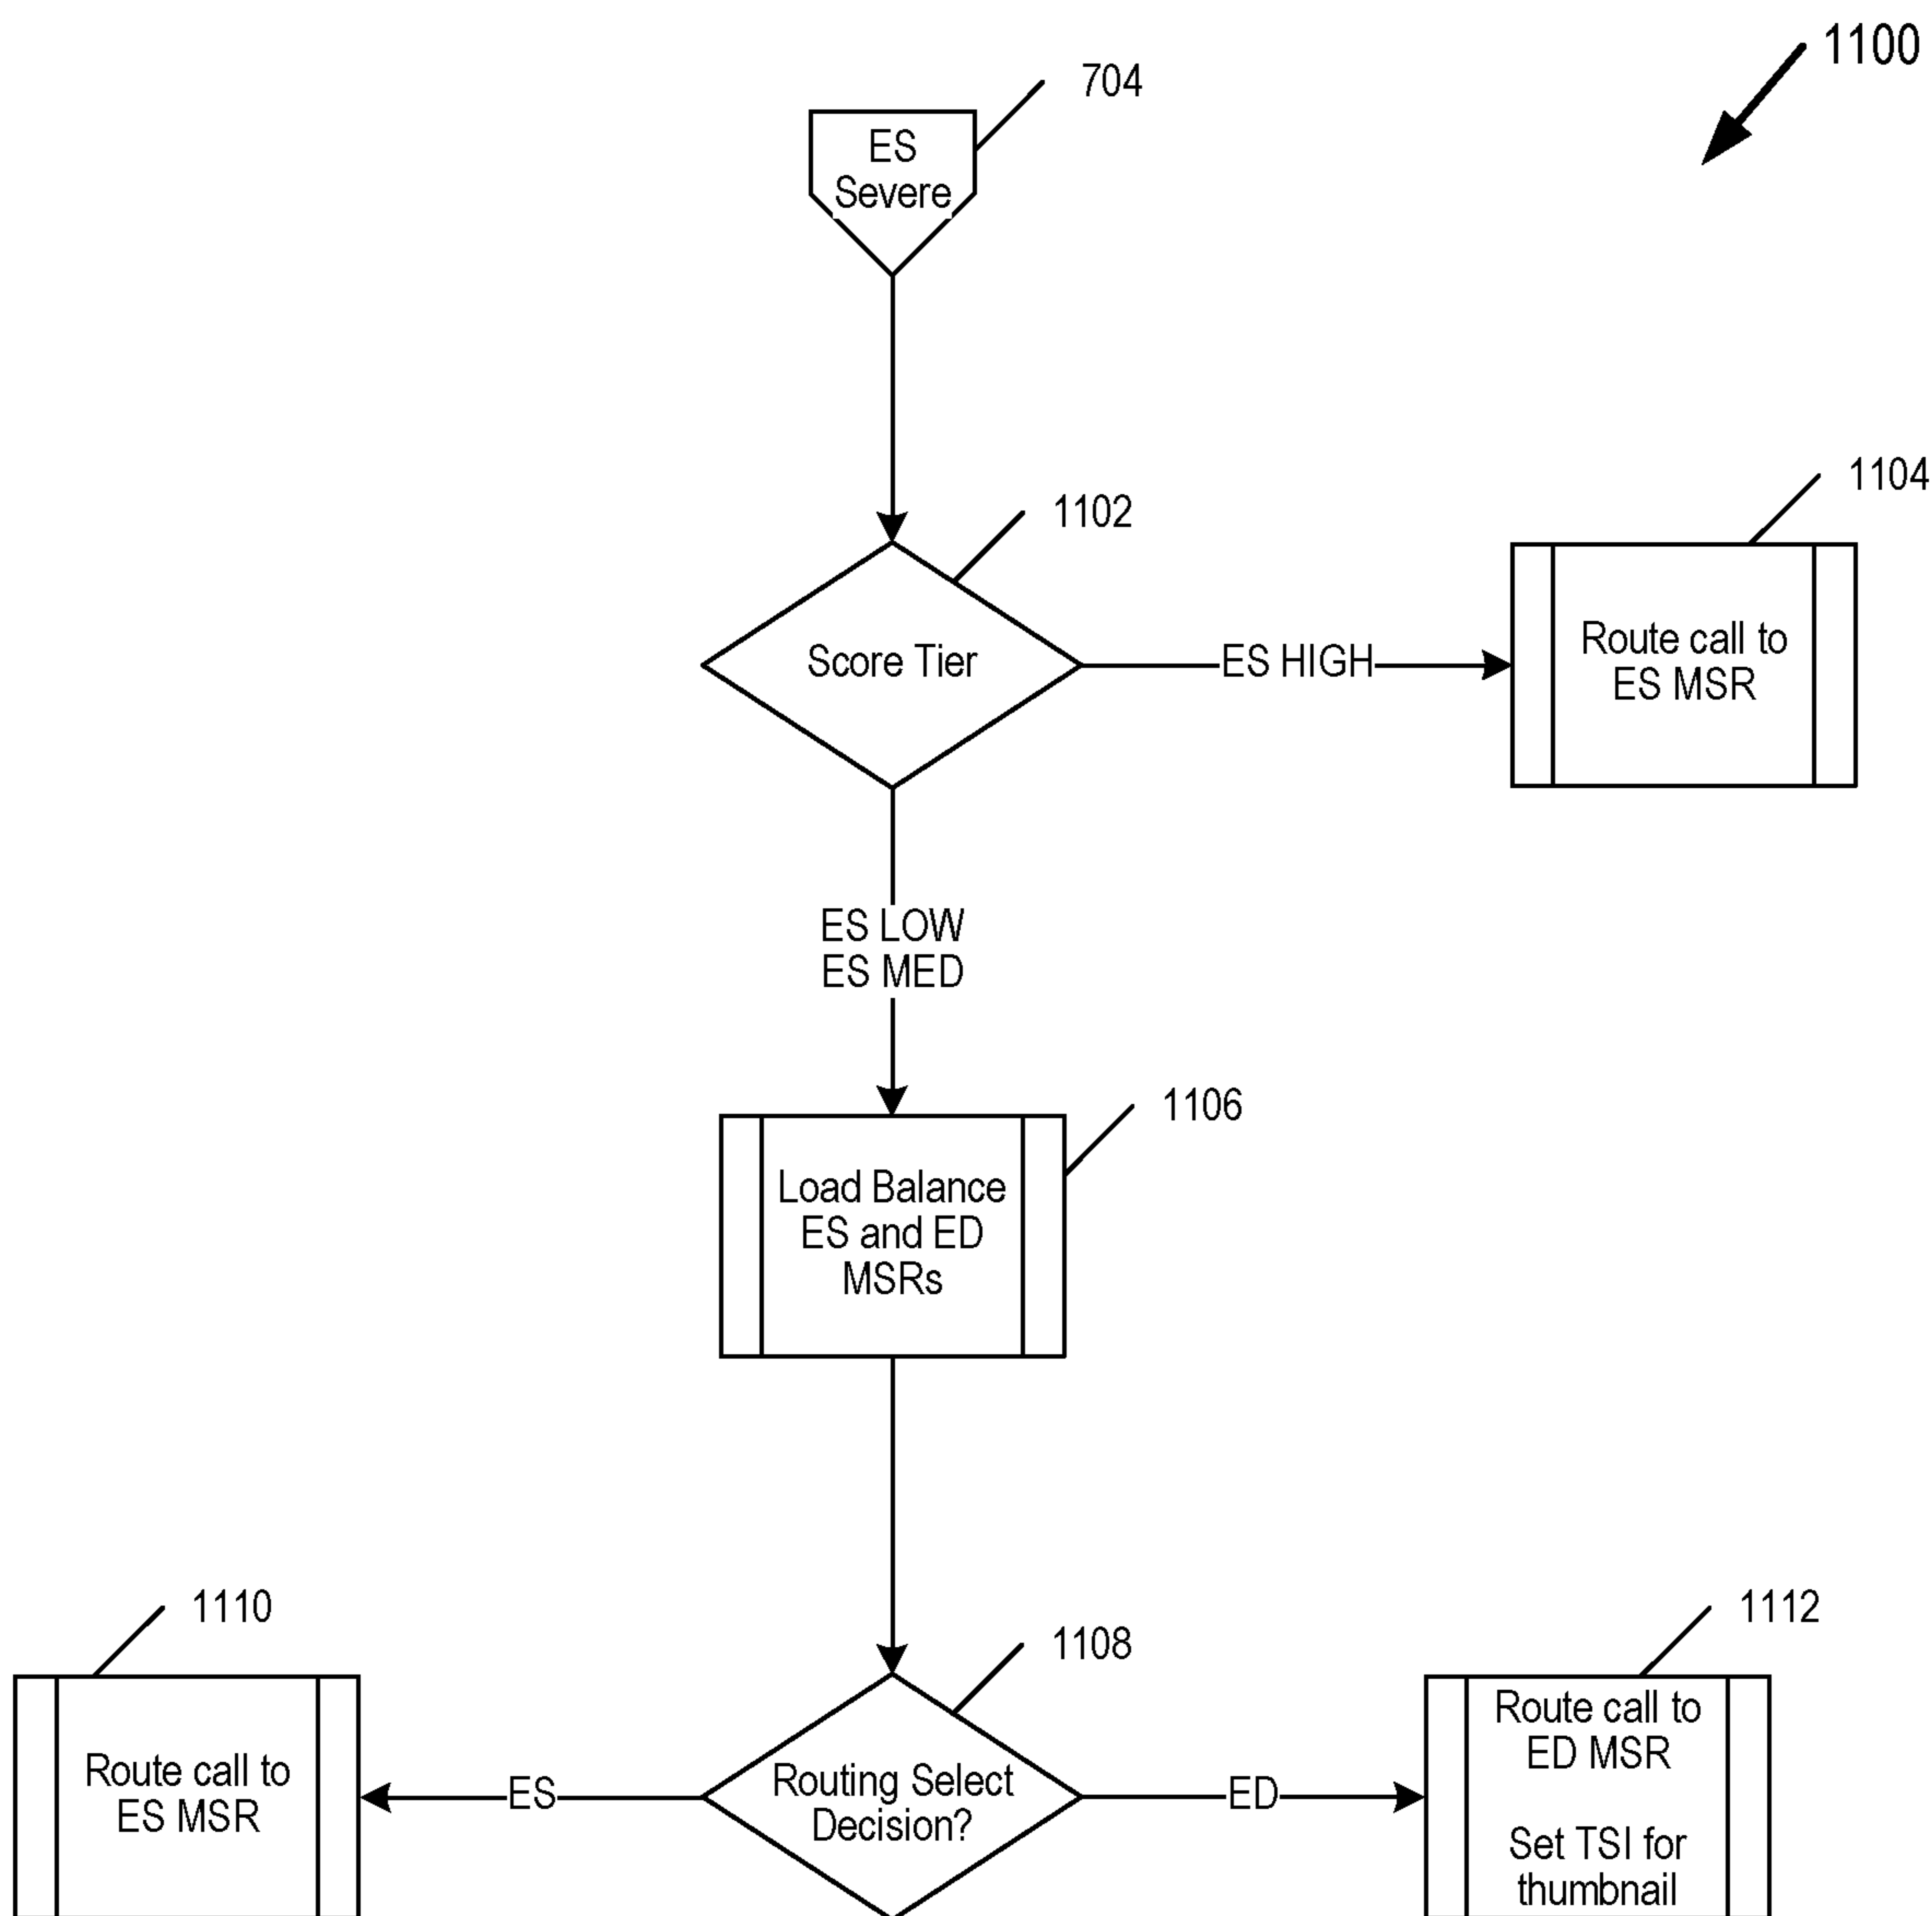 1100
704
ES
Severe
1102
1104
Score Tier
ES HIGH
Route call to
ES MSR
ES LOW
ES MED
1106
Load Balance
ES and ED
MSRs
1110
1108
1112
Route call to
ES MSR
ES
Routing Select
Decision?
ED
Route call to
ED MSR
Set TSI for
thumbnail